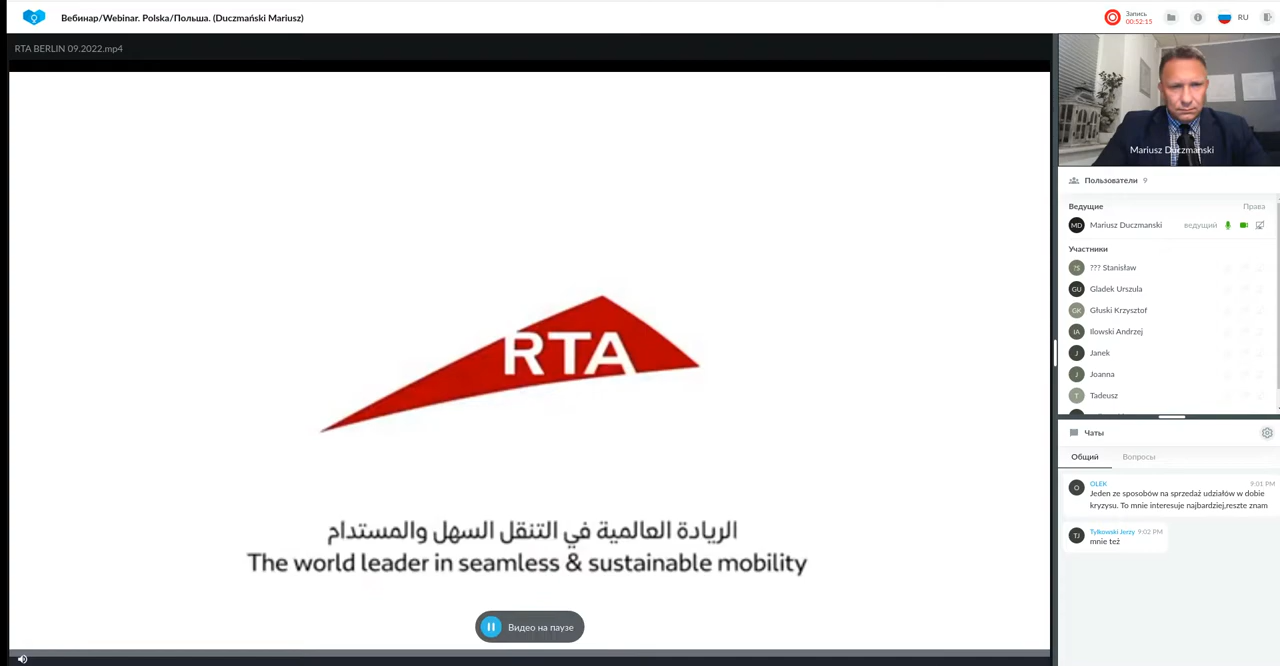 Вебинар/Webinar. Polska/Польша. (Duczmański Mariusz)
Запись
00:52:15
RU
RTA BERLIN 09.2022.mp4
RTA
الريادة العالمية في التنقل السهل والمستدام
The world leader in seamless & sustainable mobility
Видео на паузе
Mariusz Duczmanski
Пользователи 9
Ведущие Права
MD Mariusz Duczmanski ведущий
Участники
?S ??? Stanisław
GU Gladek Urszula
GK Głuski Krzysztof
IA Ilowski Andrzej
J Janek
J Joanna
T Tadeusz
Чаты
Общий Вопросы
O OLEK 9:01 PM
Jeden ze sposobów na sprzedaż udziałów w dobie
kryzysu. To mnie interesuje najbardziej,reszte znam
TJ Tylkowski Jerzy 9:02 PM
mnie też